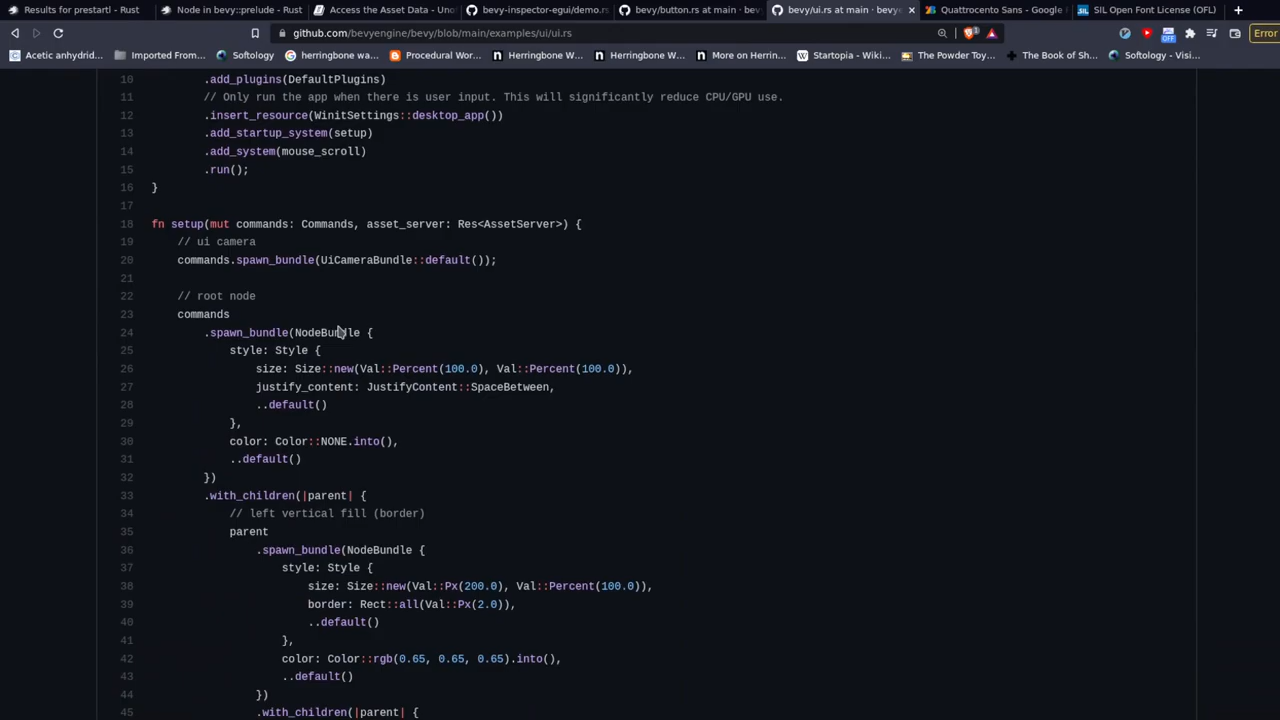 Results for prestartl - Rust
Node in bevy::prelude - Rust
Access the Asset Data - Uno
bevy-inspector-egui/demo.rs
bevy/button.rs at main · bev
bevy/ui.rs at main · bevye
Quattrocento Sans - Google
SIL Open Font License (OFL)
github.com/bevyengine/bevy/blob/main/examples/ui/ui.rs
OFF
Error
Acetic anhydrid...
Imported From...
Softology
herringbone wa...
Procedural Wor...
Herringbone W...
Herringbone W...
More on Herrin...
Startopia - Wiki...
The Powder Toy...
The Book of Sh...
Softology - Visi...
10 .add_plugins(DefaultPlugins)
11 // Only run the app when there is user input. This will significantly reduce CPU/GPU use.
12 .insert_resource(WinitSettings::desktop_app())
13 .add_startup_system(setup)
14 .add_system(mouse_scroll)
15 .run();
16 }
17
18 fn setup(mut commands: Commands, asset_server: Res<AssetServer>) {
19 // ui camera
20 commands.spawn_bundle(UiCameraBundle::default());
21
22 // root node
23 commands
24 .spawn_bundle(NodeBundle {
25 style: Style {
26 size: Size::new(Val::Percent(100.0), Val::Percent(100.0)),
27 justify_content: JustifyContent::SpaceBetween,
28 ..default()
29 },
30 color: Color::NONE.into(),
31 ..default()
32 })
33 .with_children(|parent| {
34 // left vertical fill (border)
35 parent
36 .spawn_bundle(NodeBundle {
37 style: Style {
38 size: Size::new(Val::Px(200.0), Val::Percent(100.0)),
39 border: Rect::all(Val::Px(2.0)),
40 ..default()
41 },
42 color: Color::rgb(0.65, 0.65, 0.65).into(),
43 ..default()
44 })
45 .with_children(|parent| {